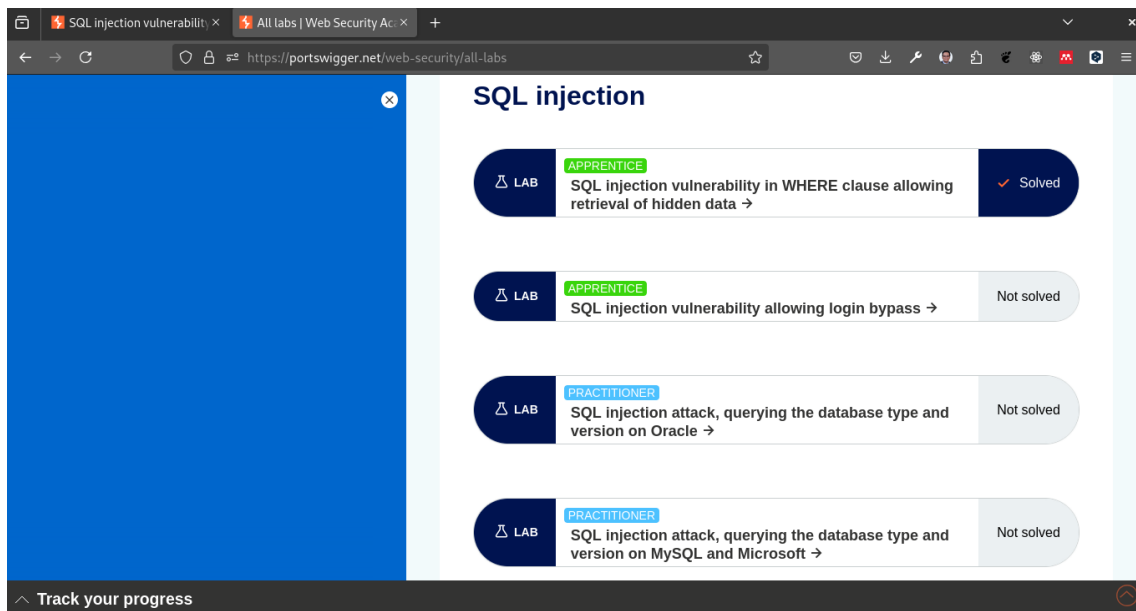 SQL injection vulnerability
All labs | Web Security Aca
https://portswigger.net/web-security/all-labs
SQL injection
LAB
APPRENTICE
SQL injection vulnerability in WHERE clause allowing
retrieval of hidden data →
Solved
LAB
APPRENTICE
SQL injection vulnerability allowing login bypass →
Not solved
LAB
PRACTITIONER
SQL injection attack, querying the database type and
version on Oracle →
Not solved
LAB
PRACTITIONER
SQL injection attack, querying the database type and
version on MySQL and Microsoft →
Not solved
Track your progress